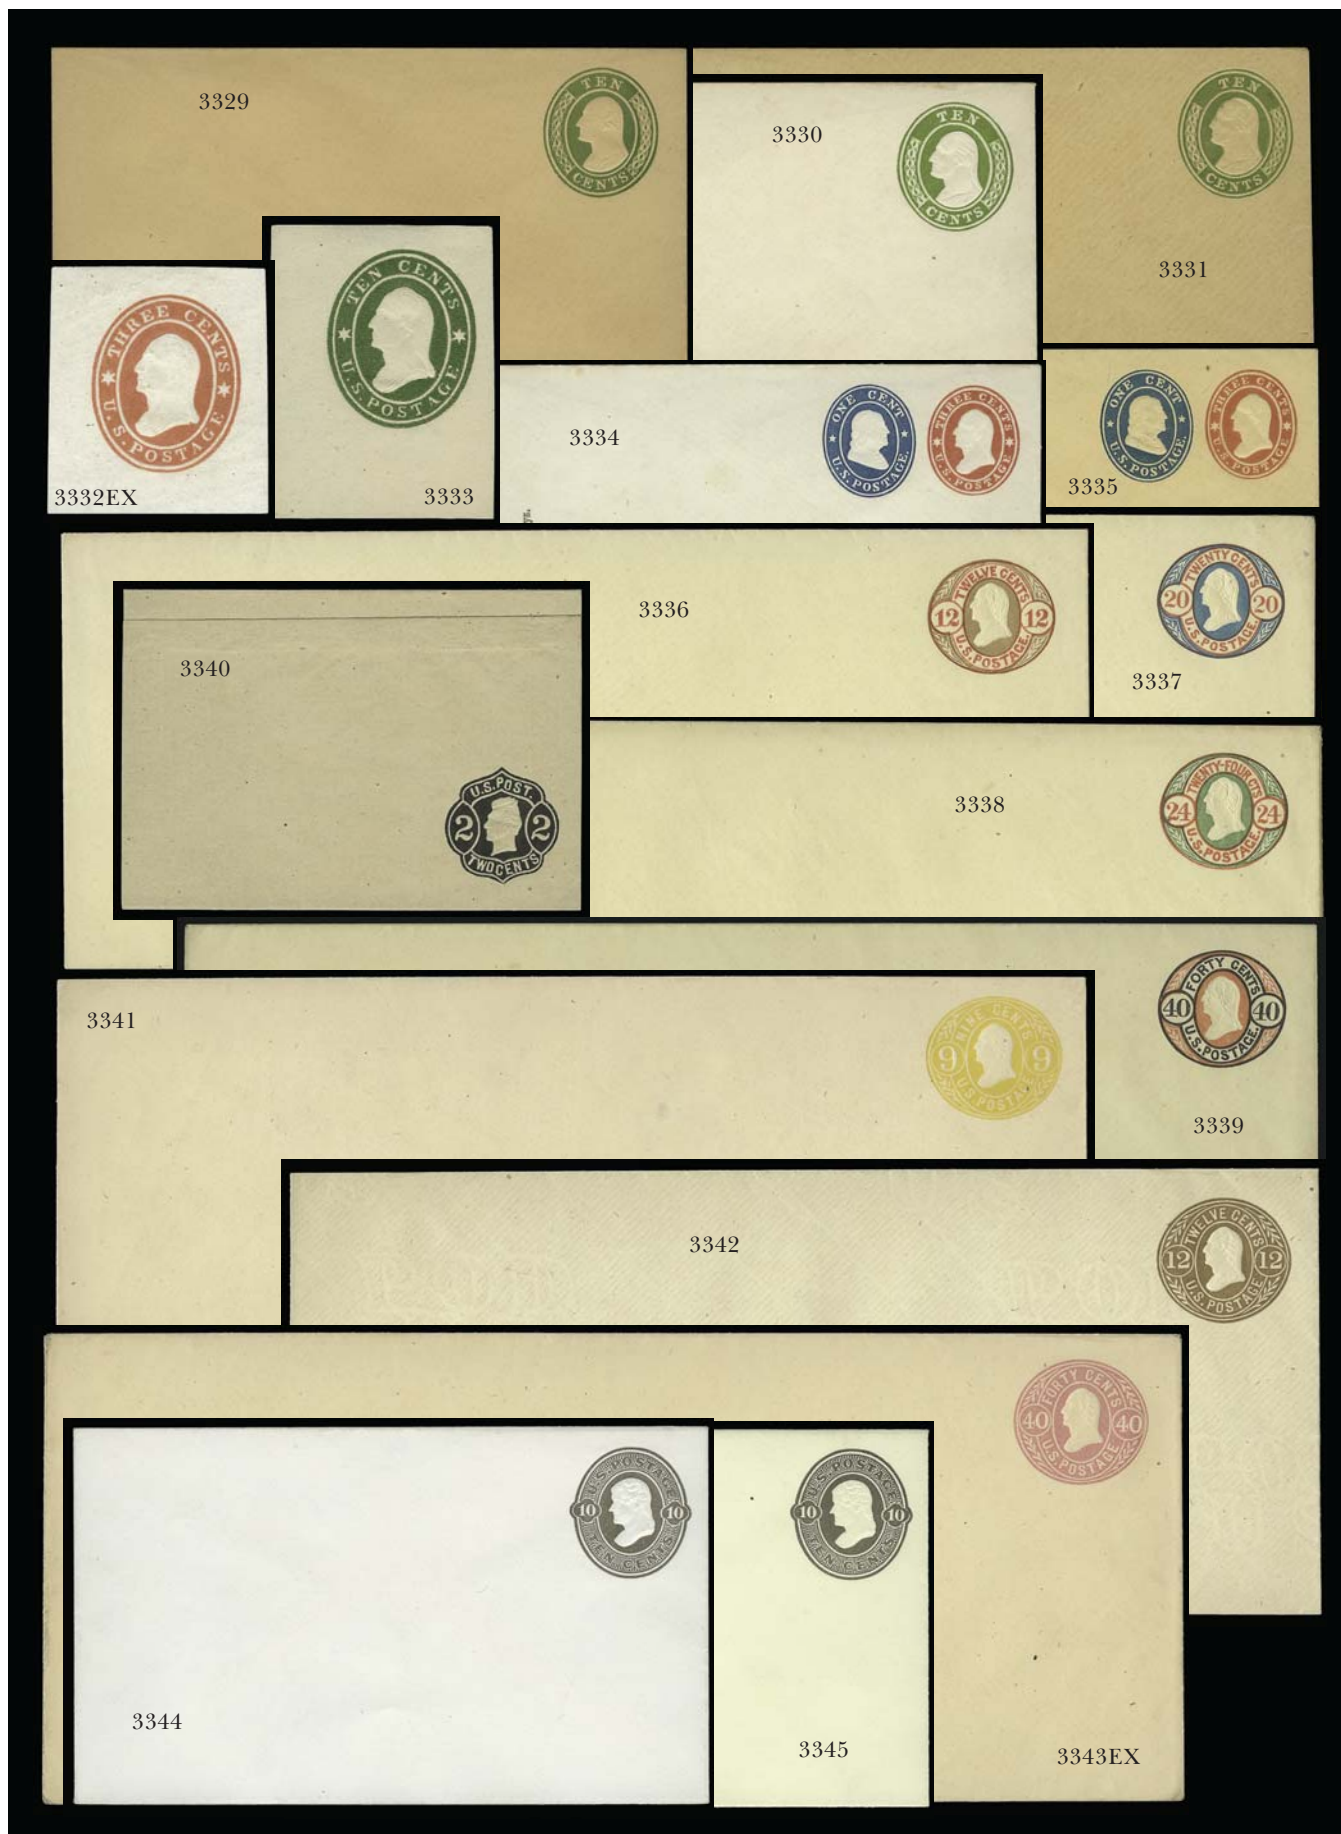 3329
TEN
CENTS
3330
TEN
CENTS
TEN
CENTS
3331
THREE CENTS
U.S. POSTAGE
3332EX
TEN CENTS
U.S. POSTAGE
3333
3334
ONE CENT
U.S. POSTAGE.
THREE CENTS
U.S. POSTAGE
ONE CENT
U.S. POSTAGE.
THREE CENTS
U.S. POSTAGE
3335
3336
TWELVE CENTS
12 12
U.S. POSTAGE.
TWENTY CENTS
20 20
U.S. POSTAGE.
3337
3340
U.S. POST.
2 2
TWO CENTS
3338
TWENTY-FOUR CTS
24 24
U.S. POSTAGE.
3341
NINE CENTS
9 9
U.S POSTAGE
FORTY CENTS
40 40
U.S. POSTAGE.
3339
3342
TWELVE CENTS
12 12
U.S. POSTAGE
FORTY CENTS
40 40
U.S. POSTAGE
U.S. POSTAGE
10 10
TEN CENTS
3344
U.S. POSTAGE
10 10
TEN CENTS
3345
3343EX